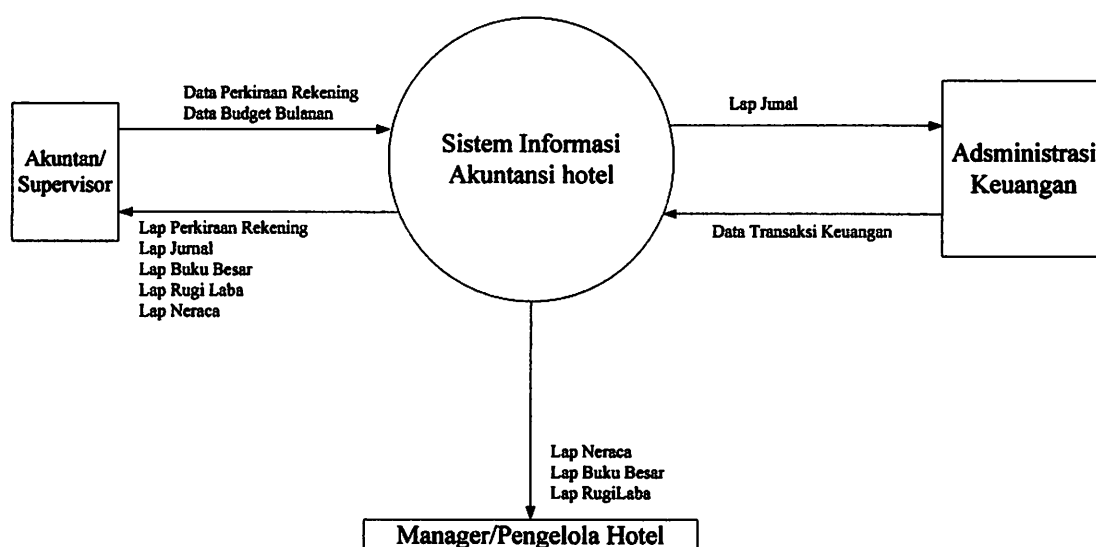 Data Perkiraan Rekening
Data Budget Bulanan
Akuntan/
Supervisor
Lap Perkiraan Rekening
Lap Jurnal
Lap Buku Besar
Lap Rugi Laba
Lap Neraca
Sistem Informasi
Akuntansi hotel
Lap Junal
Adsministrasi
Keuangan
Data Transaksi Keuangan
Lap Neraca
Lap Buku Besar
Lap RugiLaba
Manager/Pengelola Hotel